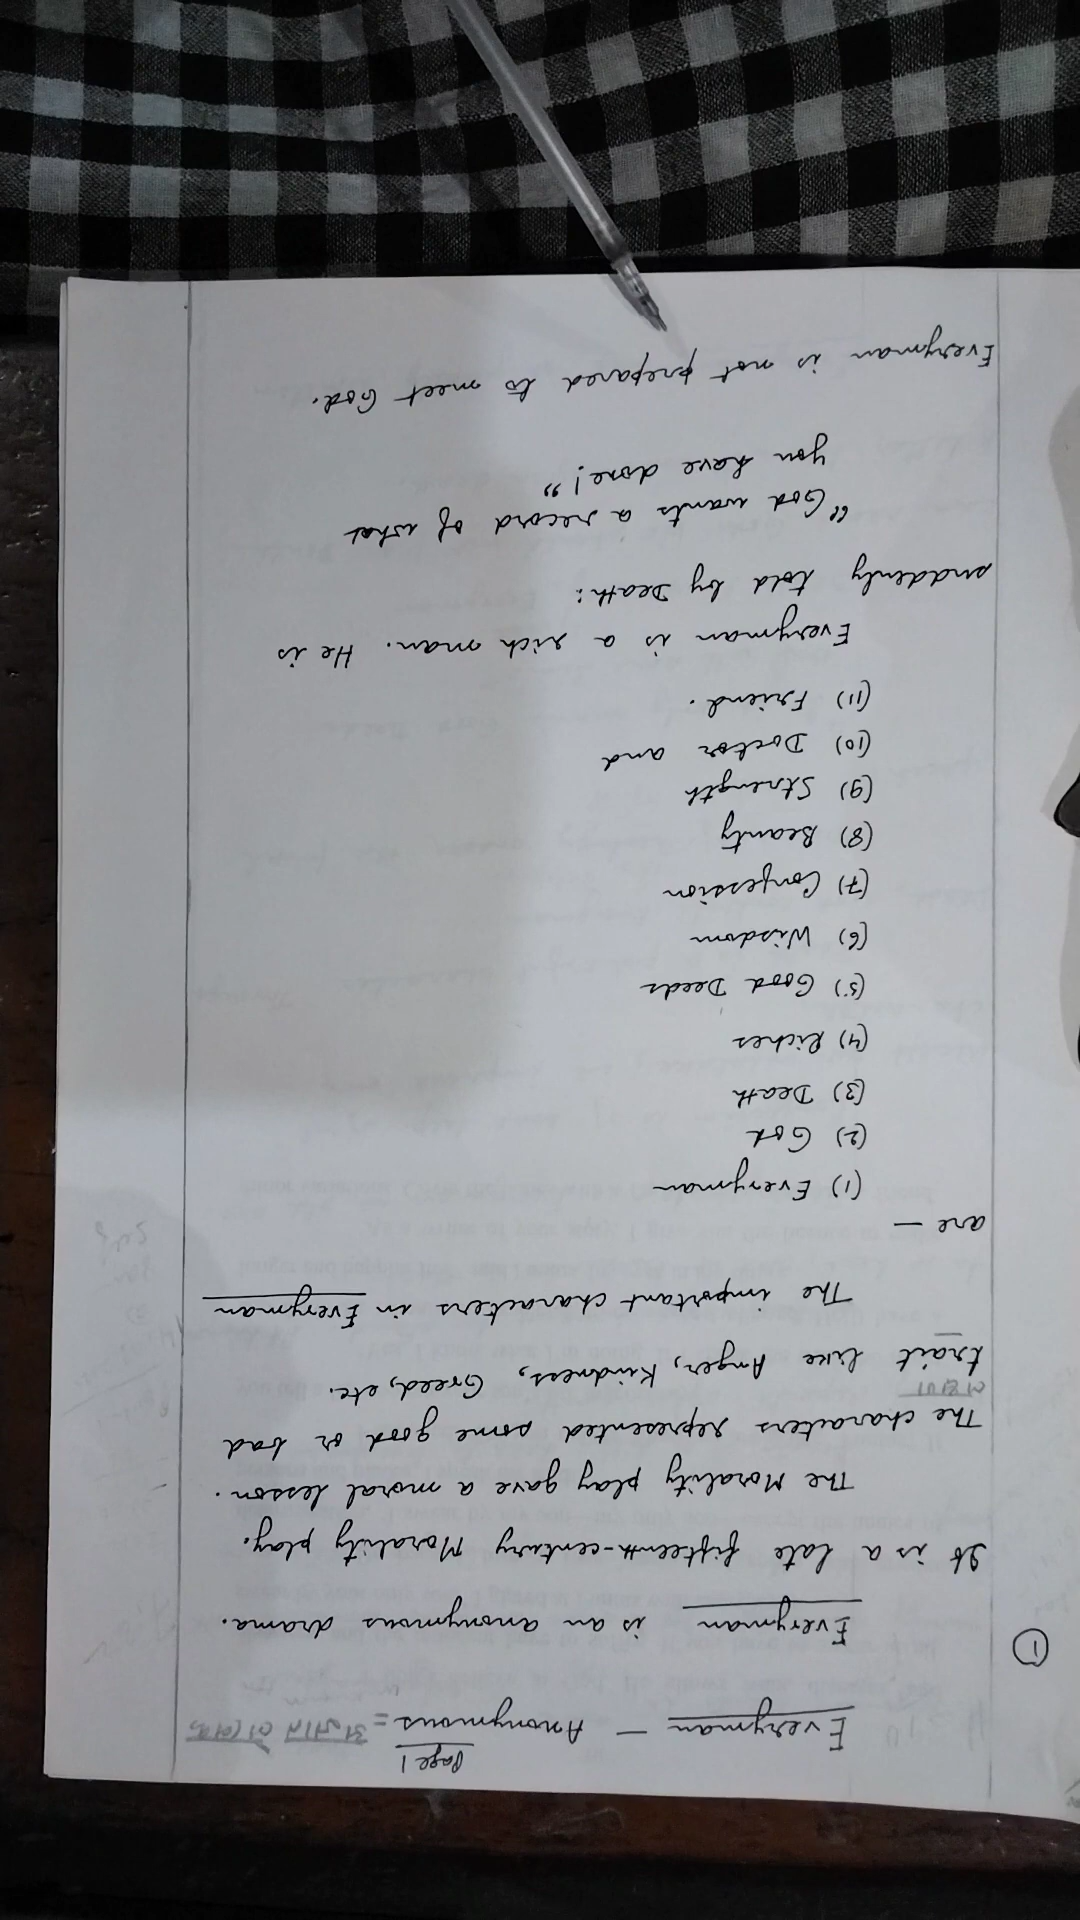 Page 1
Everyman – Anonymous =
(1)
Everyman is an anonymous drama.
It is a late fifteenth-century Morality play.
The Morality play gave a moral lesson.
The characters represented some good or bad
trait like Anger, Kindness, Greed, etc.
The important characters in Everyman
are –
(1) Everyman
(2) God
(3) Death
(4) Riches
(5) Good Deeds
(6) Wisdom
(7) Confession
(8) Beauty
(9) Strength
(10) Doctor and
(11) Friend.
Everyman is a rich man. He is
suddenly told by Death:
"God wants a record of what
you have done!"
Everyman is not prepared to meet God.